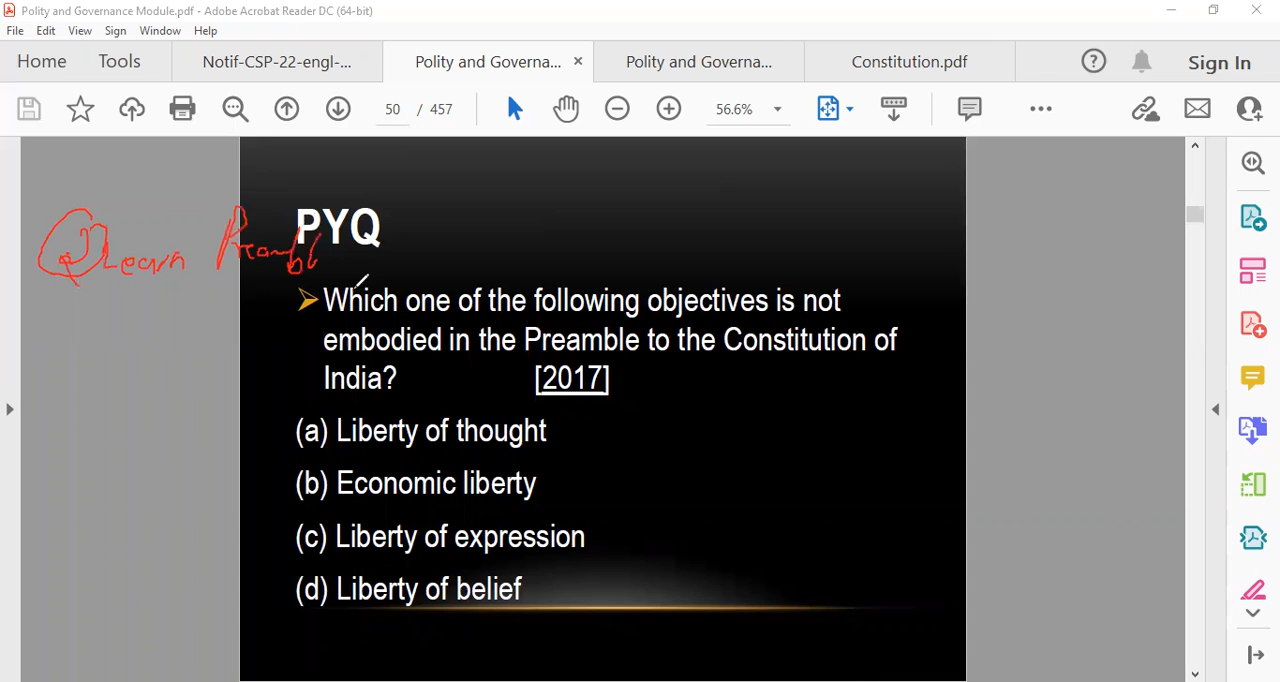 Polity and Governance Module.pdf - Adobe Acrobat Reader DC (64-bit)
File Edit View Sign Window Help
Home Tools Notif-CSP-22-engl-... Polity and Governa... × Polity and Governa... Constitution.pdf Sign In
50 / 457 56.6%
PYQ
Learn Preambl
Which one of the following objectives is not
embodied in the Preamble to the Constitution of
India? [2017]
(a) Liberty of thought
(b) Economic liberty
(c) Liberty of expression
(d) Liberty of belief